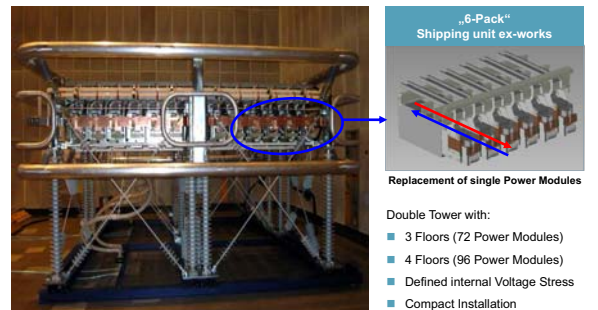 „6-Pack“
Shipping unit ex-works
Replacement of single Power Modules
Double Tower with:
3 Floors (72 Power Modules)
4 Floors (96 Power Modules)
Defined internal Voltage Stress
Compact Installation